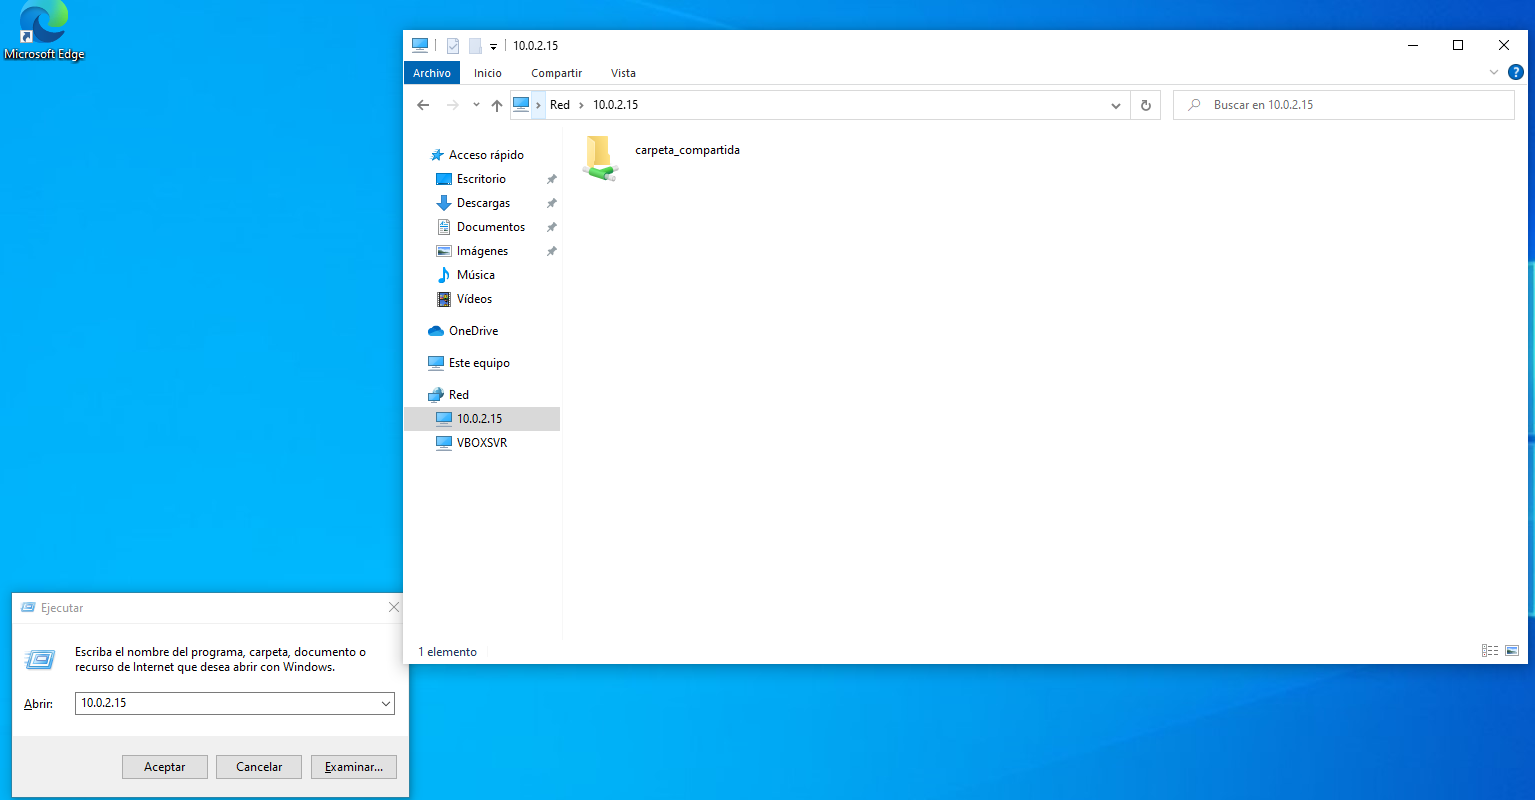 Microsoft Edge
10.0.2.15
Archivo Inicio Compartir Vista
Red 10.0.2.15
Buscar en 10.0.2.15
Acceso rápido
Escritorio
Descargas
Documentos
Imágenes
Música
Vídeos
OneDrive
Este equipo
Red
10.0.2.15
VBOXSVR
carpeta_compartida
1 elemento
Ejecutar
Escriba el nombre del programa, carpeta, documento o
recurso de Internet que desea abrir con Windows.
Abrir: 10.0.2.15
Aceptar Cancelar Examinar...